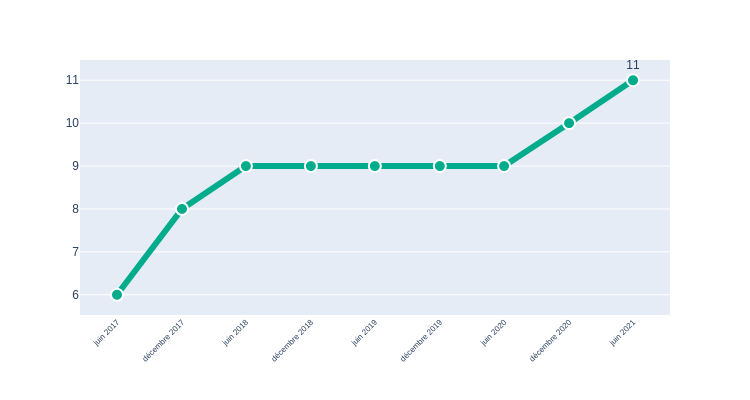 11
11
10
9
8
7
6
juin 2017
décembre 2017
juin 2018
décembre 2018
juin 2019
décembre 2019
juin 2020
décembre 2020
juin 2021